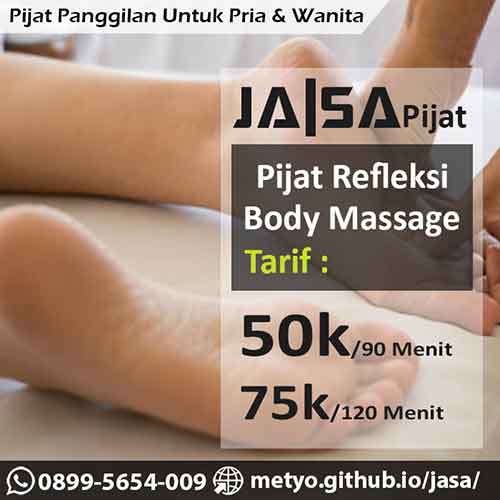 Pijat Panggilan Untuk Pria & Wanita
JA|SA Pijat
Pijat Refleksi
Body Massage
Tarif :
50k/90 Menit
75k/120 Menit
0899-5654-009 metyo.github.io/jasa/